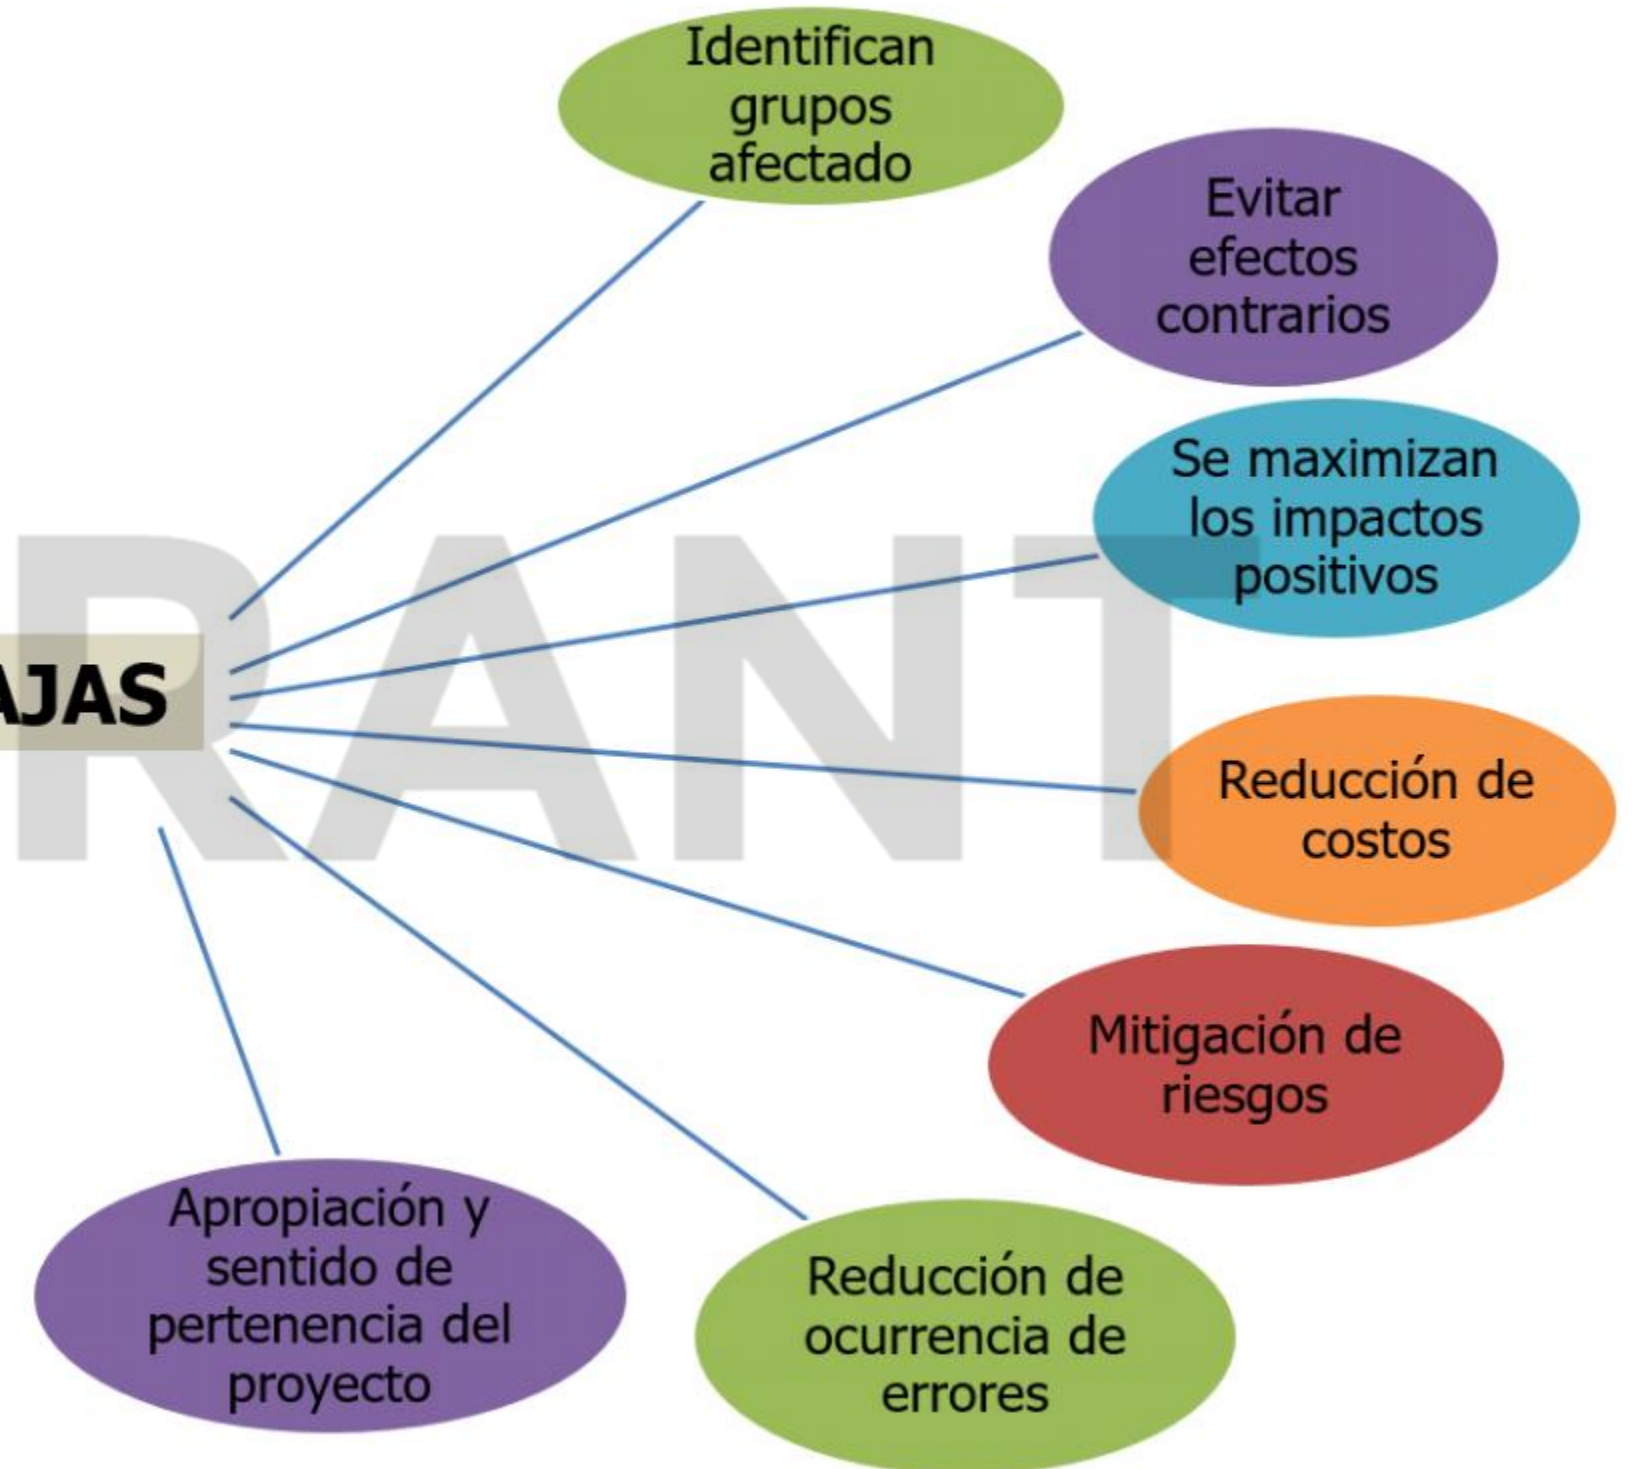 Identifican
grupos
afectado
Evitar
efectos
contrarios
Se maximizan
los impactos
positivos
AJAS
RANT
Reducción de
costos
Mitigación de
riesgos
Reducción de
ocurrencia de
errores
Apropiación y
sentido de
pertenencia del
proyecto